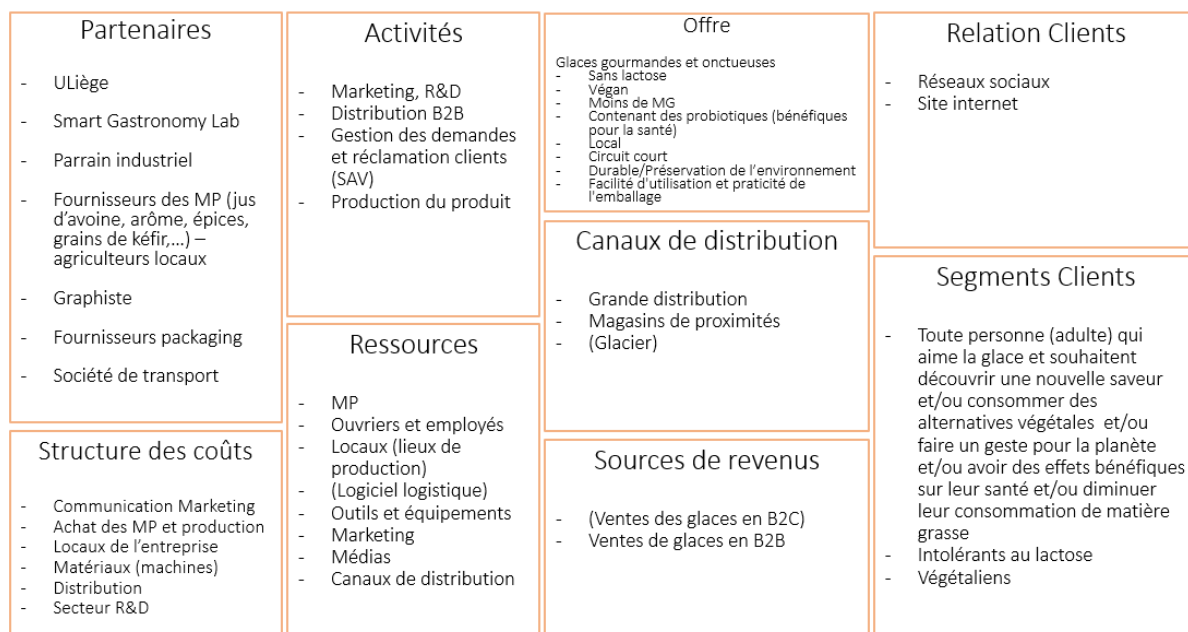 Partenaires
- ULiège
- Smart Gastronomy Lab
- Parrain industriel
- Fournisseurs des MP (jus
d'avoine, arôme, épices,
grains de kéfir,...) –
agriculteurs locaux
- Graphiste
- Fournisseurs packaging
- Société de transport
Structure des coûts
- Communication Marketing
- Achat des MP et production
- Locaux de l'entreprise
- Matériaux (machines)
- Distribution
- Secteur R&D
Activités
- Marketing, R&D
- Distribution B2B
- Gestion des demandes
et réclamation clients
(SAV)
- Production du produit
Ressources
- MP
- Ouvriers et employés
- Locaux (lieux de
production)
- (Logiciel logistique)
- Outils et équipements
- Marketing
- Médias
- Canaux de distribution
Offre
Glaces gourmandes et onctueuses
- Sans lactose
- Végan
- Moins de MG
- Contenant des probiotiques (bénéfiques
pour la santé)
- Local
- Circuit court
- Durable/Préservation de l'environnement
- Facilité d'utilisation et praticité de
l'emballage
Canaux de distribution
- Grande distribution
- Magasins de proximités
- (Glacier)
Sources de revenus
- (Ventes des glaces en B2C)
- Ventes de glaces en B2B
Relation Clients
- Réseaux sociaux
- Site internet
Segments Clients
- Toute personne (adulte) qui
aime la glace et souhaitent
découvrir une nouvelle saveur
et/ou consommer des
alternatives végétales et/ou
faire un geste pour la planète
et/ou avoir des effets bénéfiques
sur leur santé et/ou diminuer
leur consommation de matière
grasse
- Intolérants au lactose
- Végétaliens